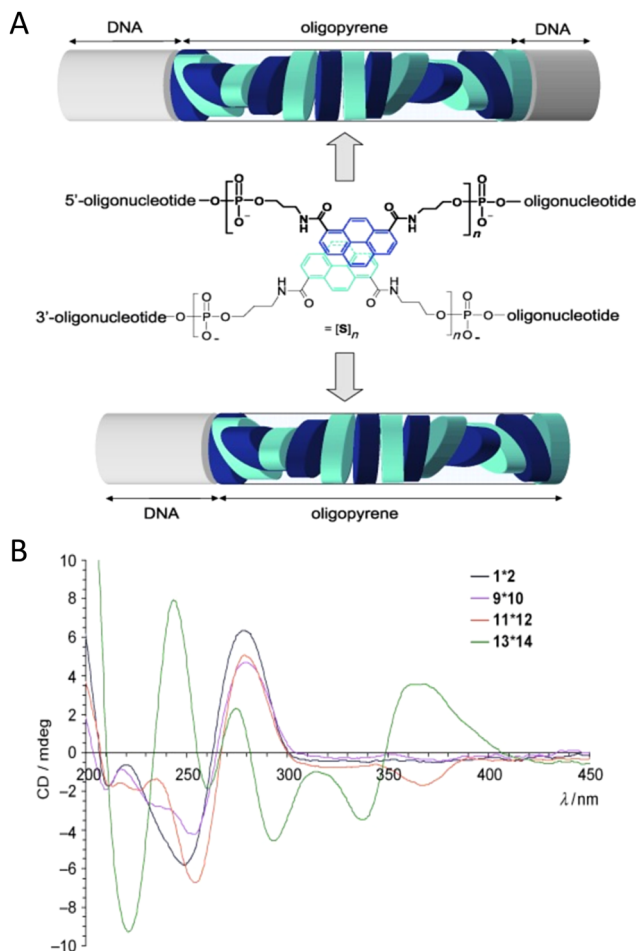 A
DNA oligopyrene DNA
5'-oligonucleotide O P O O⁻ O N H O O N H O P O O⁻ n O oligonucleotide
3'-oligonucleotide O P O O- O N H O O N H O P O O- n O oligonucleotide
= [S]n
DNA oligopyrene
B
10
8
6
4
2
0
−2
−4
−6
−8
−10
CD / mdeg
200 250 300 350 400 450
λ/nm
1*2
9*10
11*12
13*14